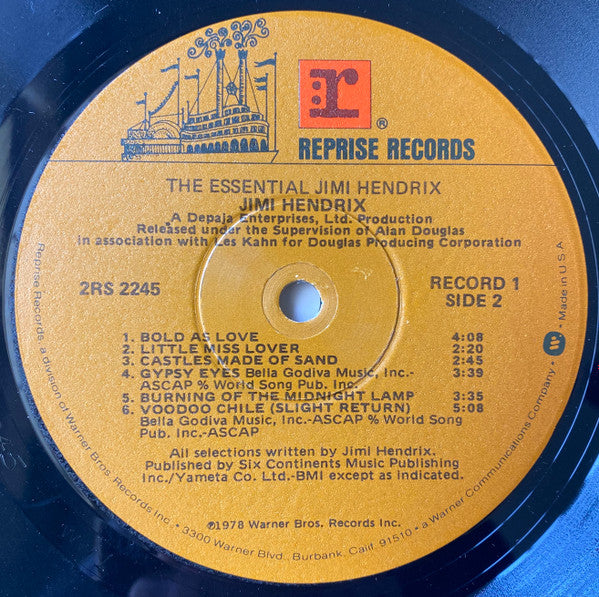 r
®
REPRISE RECORDS
THE ESSENTIAL JIMI HENDRIX
JIMI HENDRIX
A Depaja Enterprises, Ltd. Production
Released under the Supervision of Alan Douglas
in association with Les Kahn for Douglas Producing Corporation
2RS 2245
RECORD 1
SIDE 2
1. BOLD AS LOVE 4:08
2. LITTLE MISS LOVER 2:20
3. CASTLES MADE OF SAND 2:45
4. GYPSY EYES Bella Godiva Music, Inc.- 3:39
ASCAP % World Song Pub. Inc.
5. BURNING OF THE MIDNIGHT LAMP 3:35
6. VOODOO CHILE (SLIGHT RETURN) 5:08
Bella Godiva Music, Inc.-ASCAP % World Song
Pub. Inc.-ASCAP
All selections written by Jimi Hendrix.
Published by Six Continents Music Publishing
Inc./Yameta Co. Ltd.-BMI except as indicated.
℗1978 Warner Bros. Records Inc.
Reprise Records, a division of Warner Bros. Records Inc. • 3300 Warner Blvd., Burbank, Calif. 91510 • a Warner Communications Company • Made in U.S.A.